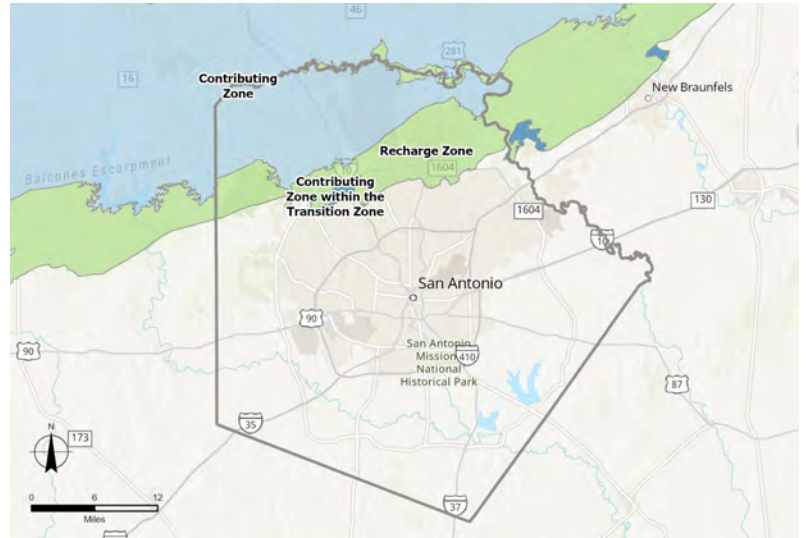 46
281
16
Contributing
Zone
New Braunfels
Recharge Zone
Balcones Escarpment
10
1604
Contributing
Zone within the
Transition Zone
1604
130
10
San Antonio
90
San Antonio
Missions
National
Historical Park
410
90
87
35
173
37
0 6 12
Miles